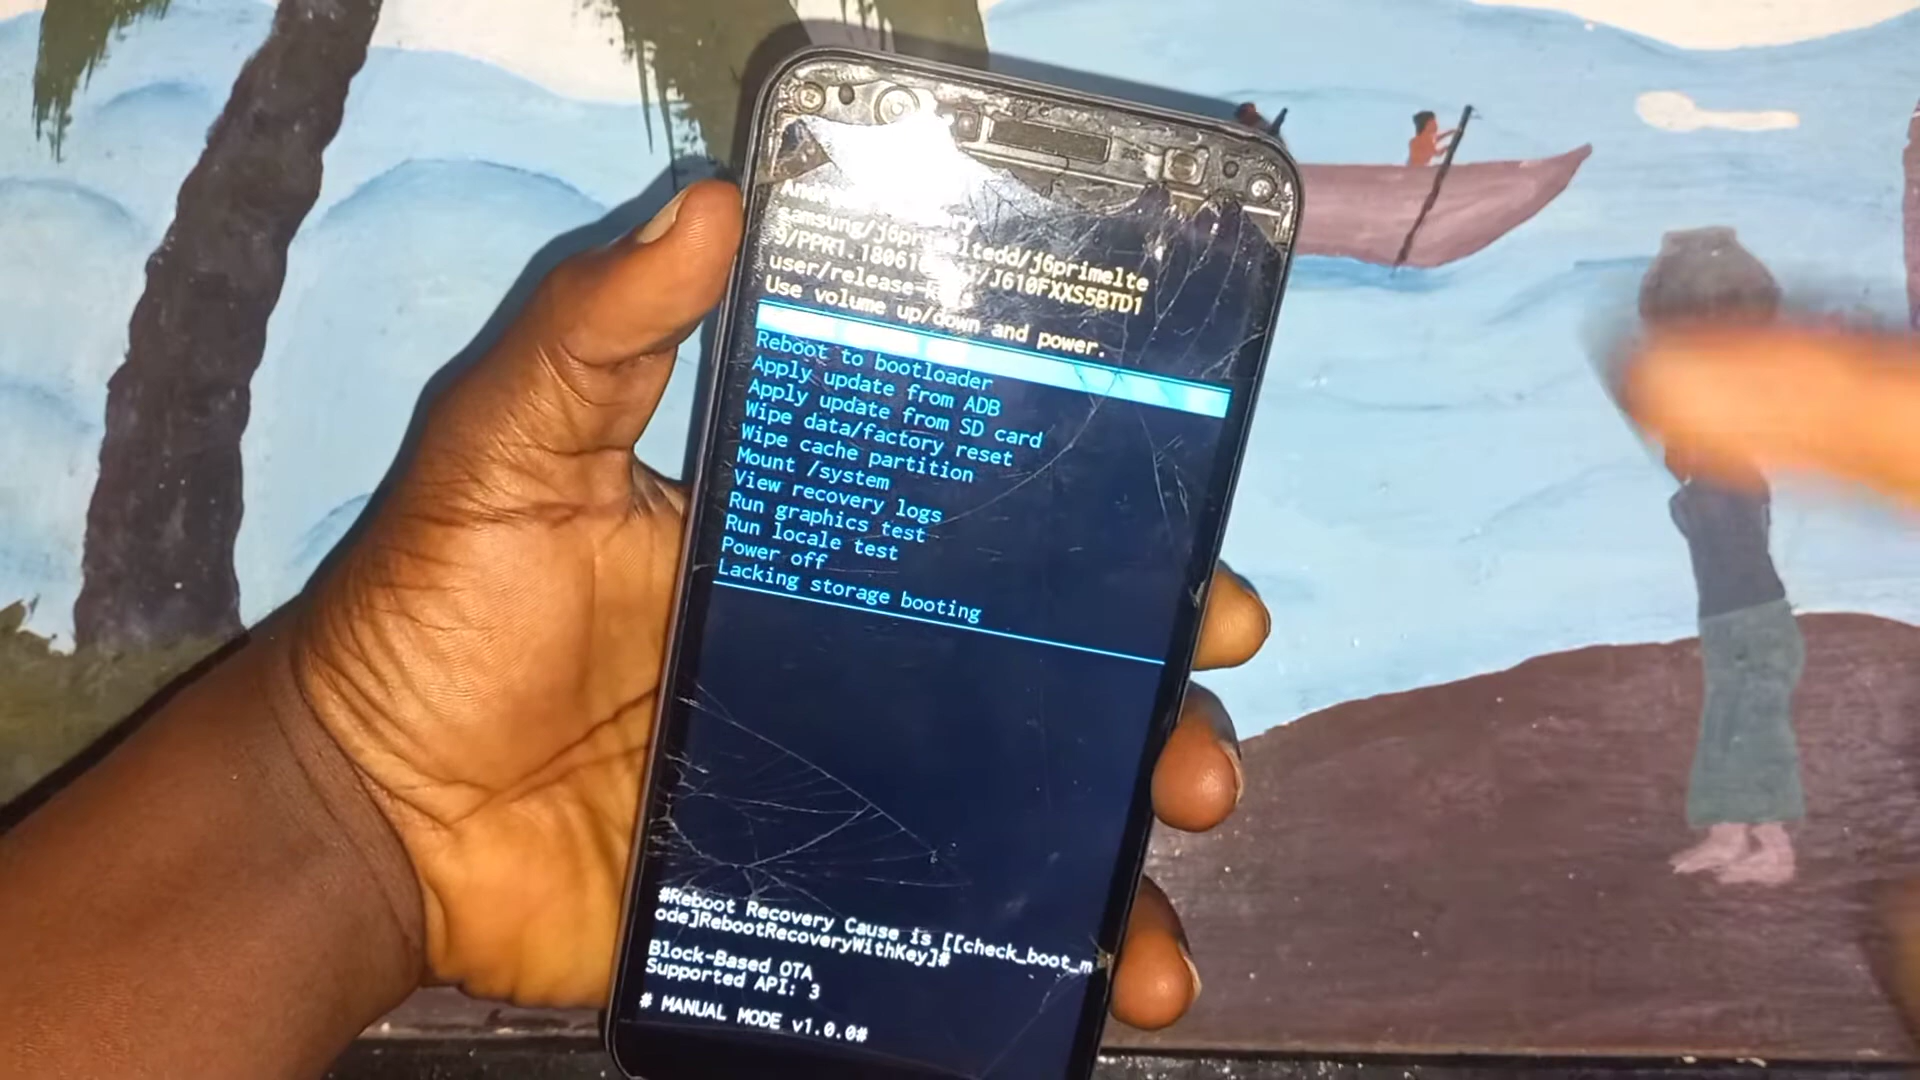 samsung/j6primeltedd/j6primelte
9/PPR1. /J610FXXS5BTD1
user/release-keys
Use volume up/down and power.
Reboot to bootloader
Apply update from ADB
Apply update from SD card
Wipe data/factory reset
Wipe cache partition
Mount /system
View recovery logs
Run graphics test
Run locale test
Power off
Lacking storage booting
#Reboot Recovery Cause is [[check_boot_m
ode]RebootRecoveryWithKey]#
Block-Based OTA
Supported API: 3
# MANUAL MODE v1.0.0#